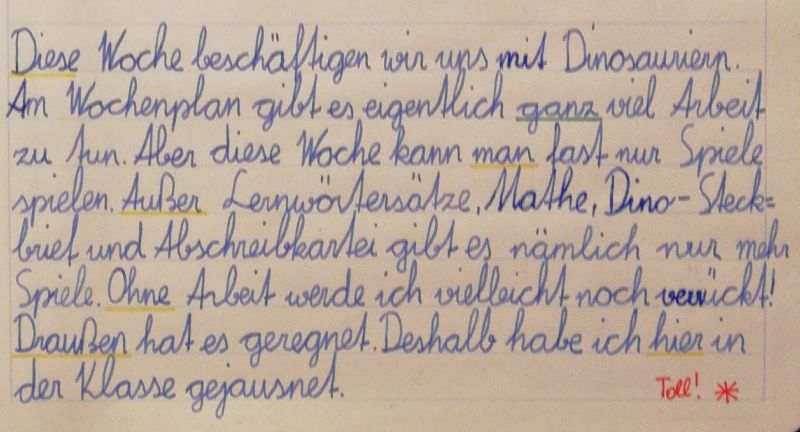 Diese Woche beschäftigen wir uns mit Dinosauriern.
Am Wochenplan gibt es eigentlich ganz viel Arbeit
zu tun. Aber diese Woche kann man fast nur Spiele
spielen. Außer Lernwörtersätze, Mathe, Dino-Steck=
brief und Abschreibkartei gibt es nämlich nur mehr
Spiele. Ohne Arbeit werde ich vielleicht noch verrückt!
Draußen hat es geregnet. Deshalb habe ich hier in
der Klasse gejausnet.
Toll! *